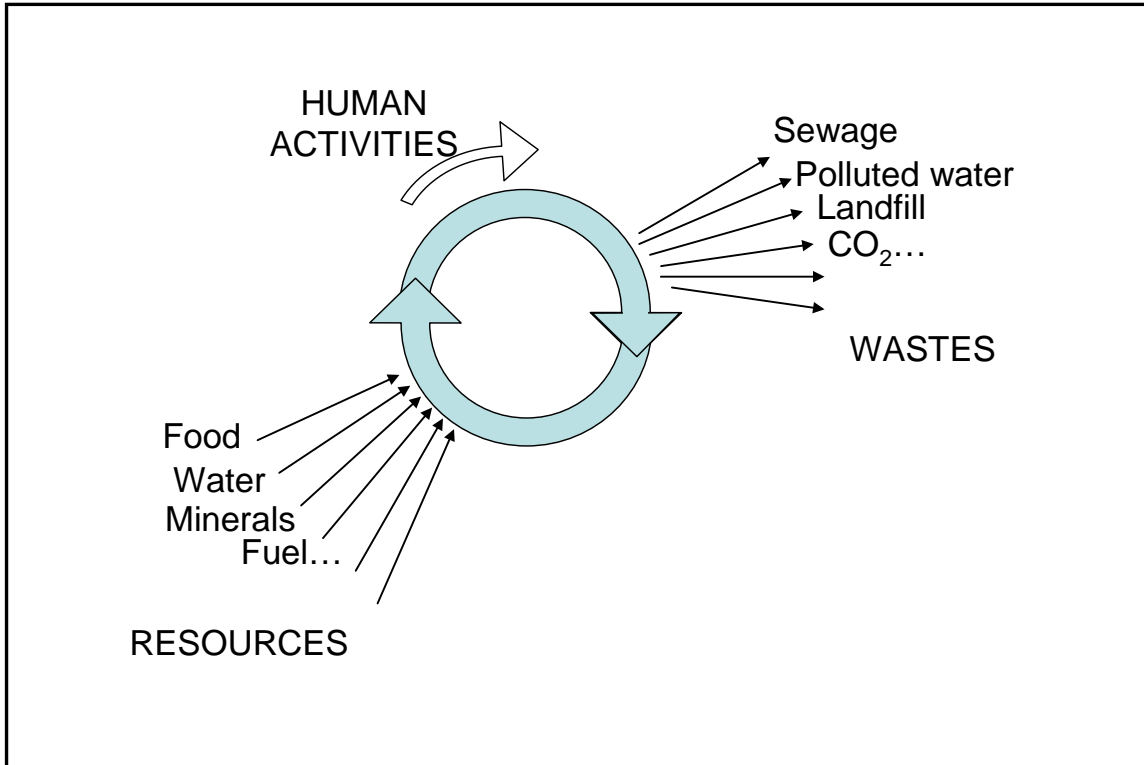 HUMAN
ACTIVITIES
Sewage
Polluted water
Landfill
CO₂…
WASTES
Food
Water
Minerals
Fuel…
RESOURCES